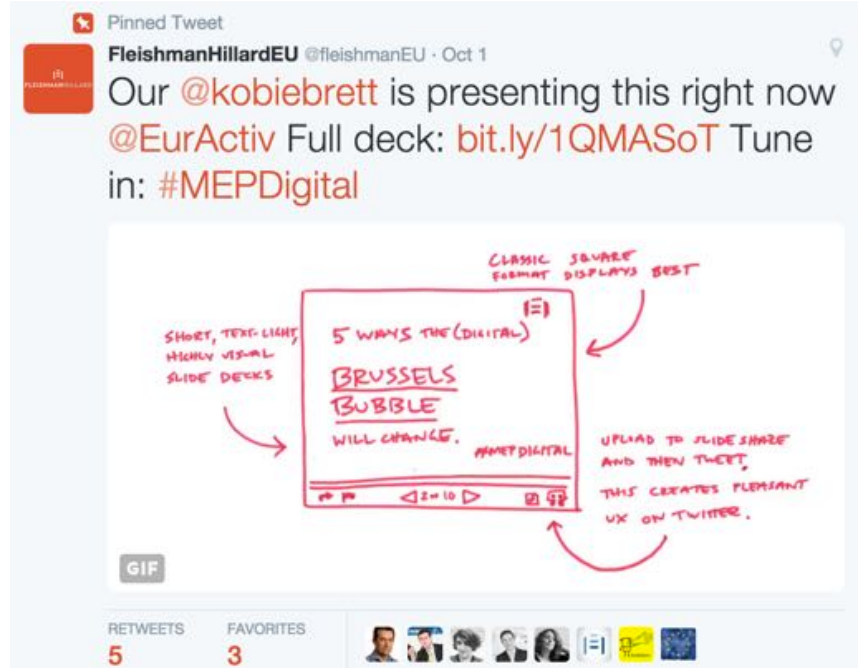 Pinned Tweet
FleishmanHillardEU @fleishmanEU · Oct 1
Our @kobiebrett is presenting this right now
@EurActiv Full deck: bit.ly/1QMASoT Tune
in: #MEPDigital
CLASSIC SQUARE
FORMAT DISPLAYS BEST
SHORT, TEXT-LIGHT,
HIGHLY VISUAL
SLIDE DECKS
5 WAYS THE (DIGITAL)
BRUSSELS
BUBBLE
WILL CHANGE.
#MEPDIGITAL
2 OF 10
UPLOAD TO SLIDESHARE
AND THEN TWEET.
THIS CREATES PLEASANT
UX ON TWITTER.
GIF
RETWEETS
5
FAVORITES
3